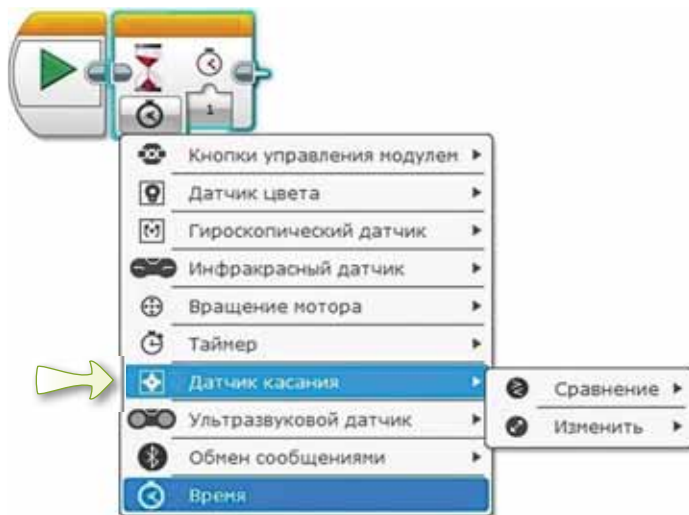 1
Кнопки управления модулем
Датчик цвета
Гироскопический датчик
Инфракрасный датчик
Вращение мотора
Таймер
Датчик касания
Сравнение
Ультразвуковой датчик
Изменить
Обмен сообщениями
Время